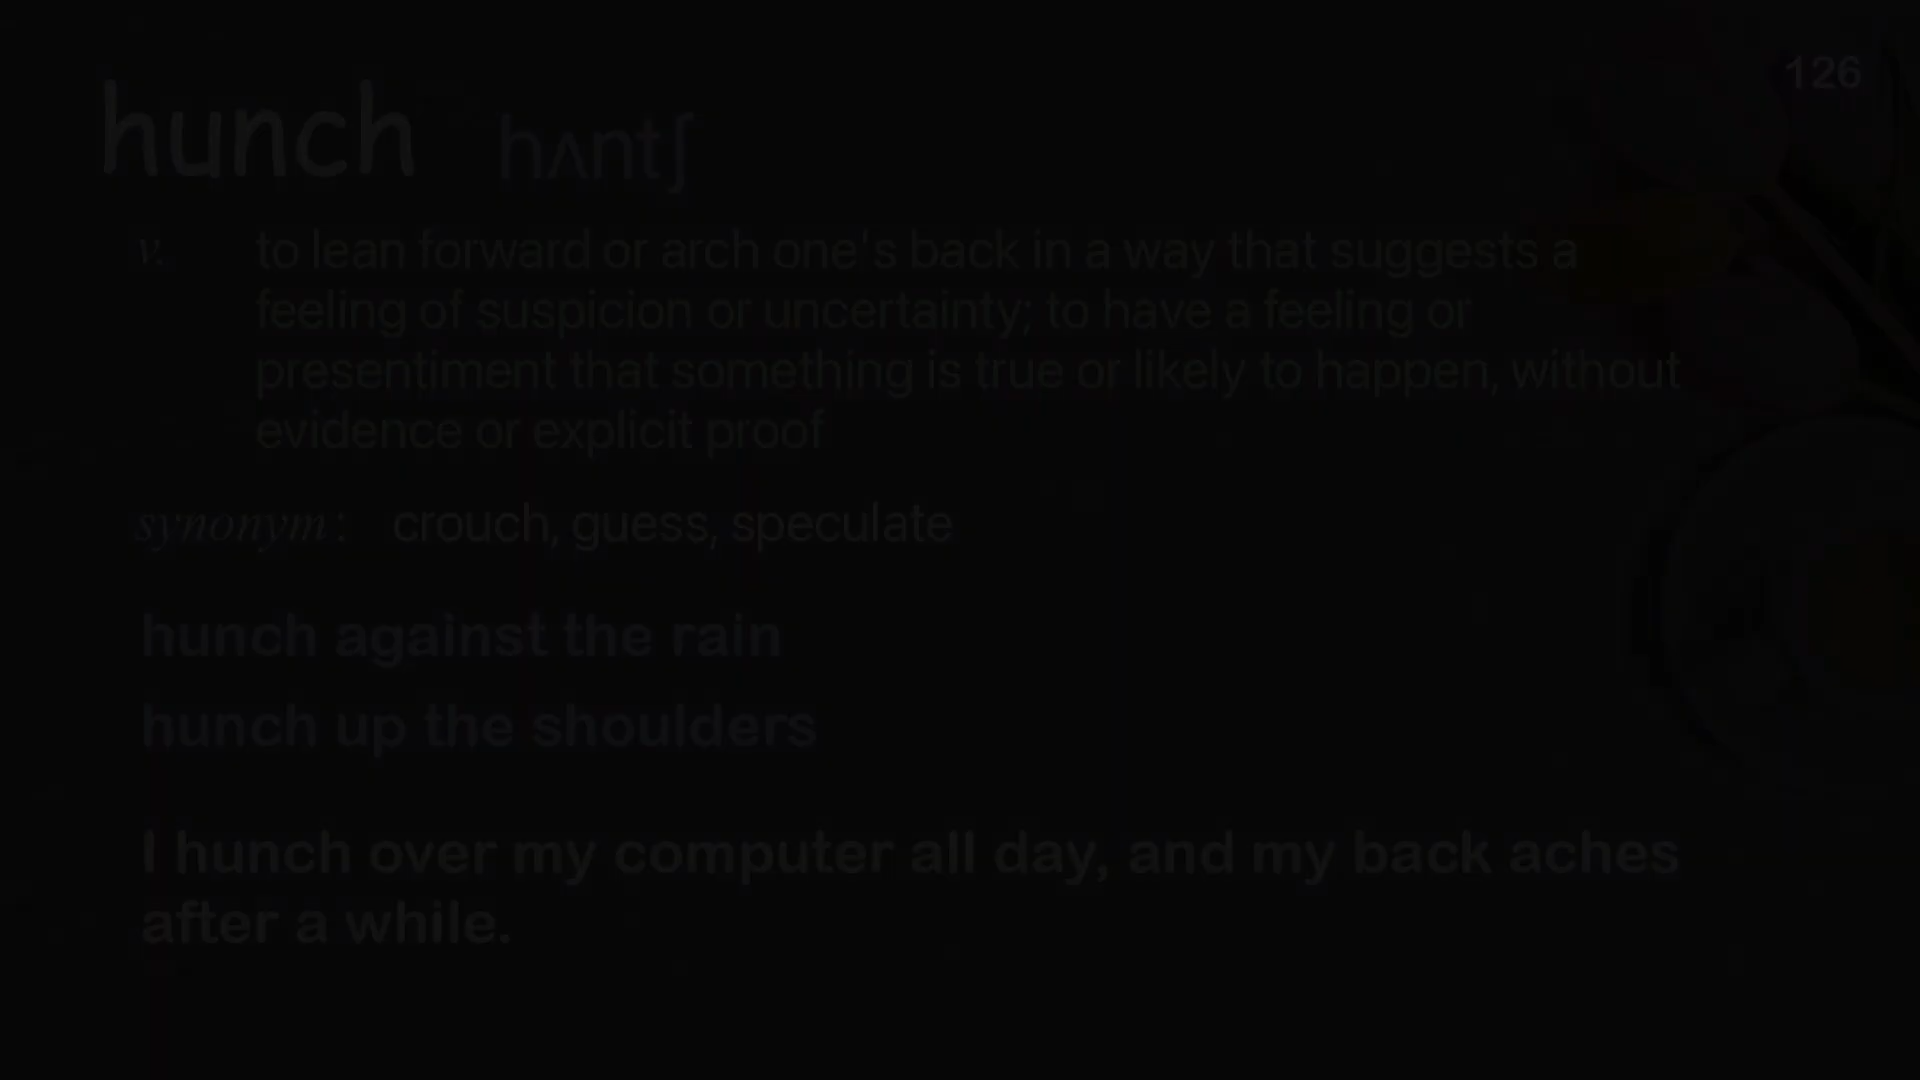 126
hunch hʌntʃ
v. to lean forward or arch one's back in a way that suggests a
feeling of suspicion or uncertainty; to have a feeling or
presentiment that something is true or likely to happen, without
evidence or explicit proof
synonym: crouch, guess, speculate
hunch against the rain
hunch up the shoulders
I hunch over my computer all day, and my back aches
after a while.